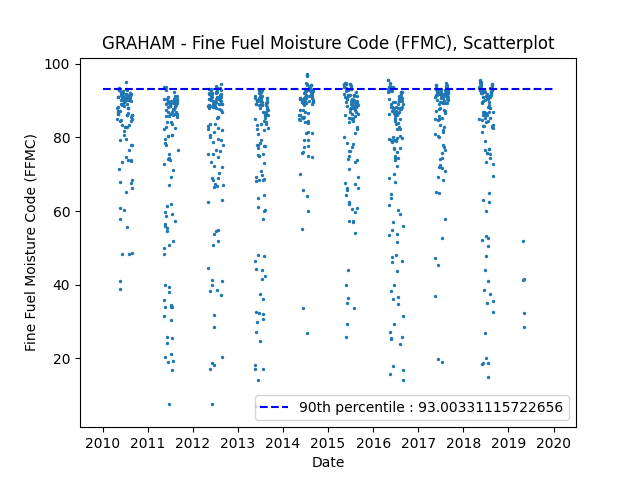 GRAHAM - Fine Fuel Moisture Code (FFMC), Scatterplot
Fine Fuel Moisture Code (FFMC)
100
80
60
40
20
90th percentile : 93.00331115722656
2010 2011 2012 2013 2014 2015 2016 2017 2018 2019 2020
Date